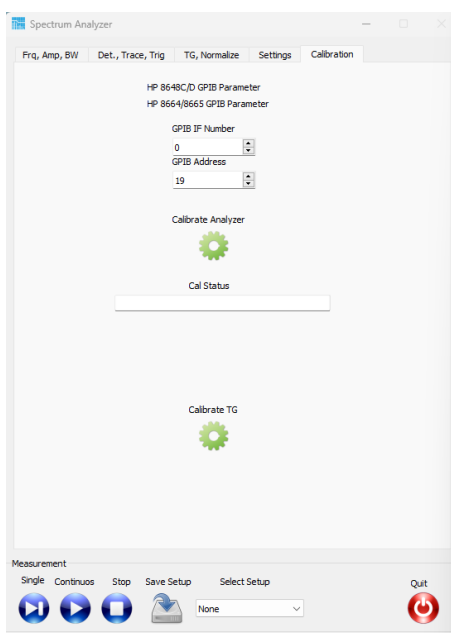 Spectrum Analyzer
Frq, Amp, BW Det., Trace, Trig TG, Normalize Settings Calibration
HP 8648C/D GPIB Parameter
HP 8664/8665 GPIB Parameter
GPIB IF Number
0
GPIB Address
19
Calibrate Analyzer
Cal Status
Calibrate TG
Measurement
Single Continuos Stop Save Setup Select Setup Quit
None